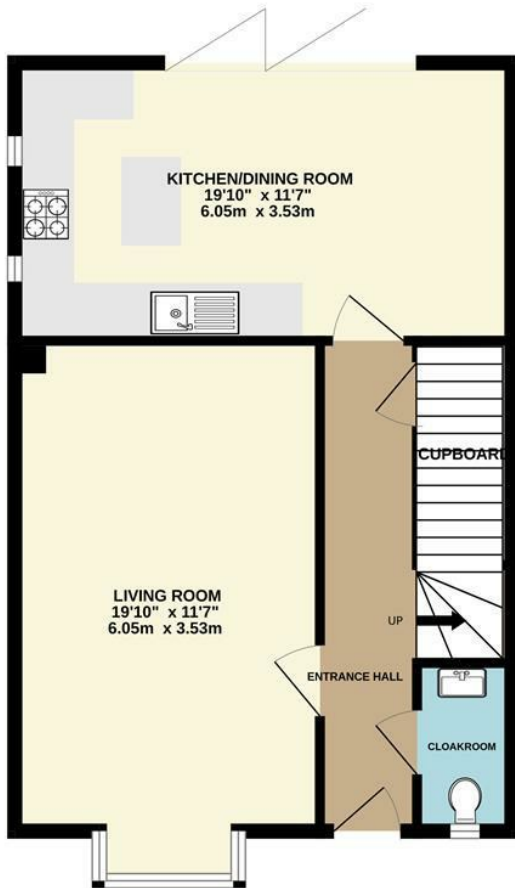 KITCHEN/DINING ROOM
19'10" x 11'7"
6.05m x 3.53m
CUPBOARD
LIVING ROOM
19'10" x 11'7"
6.05m x 3.53m
UP
ENTRANCE HALL
CLOAKROOM